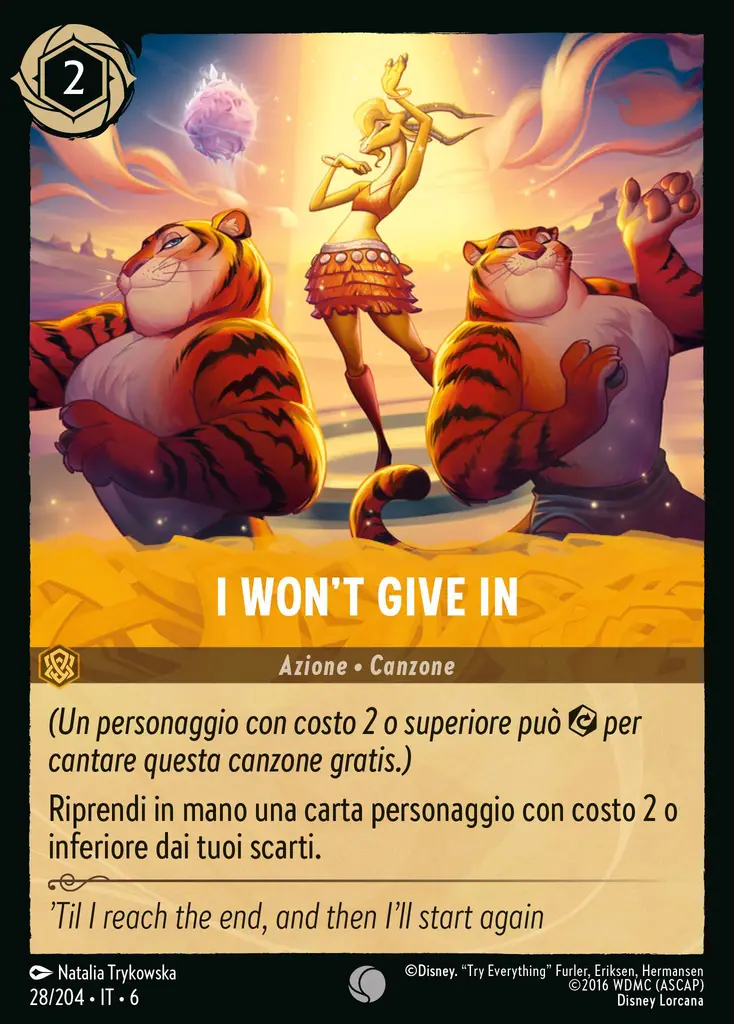 2
I WON'T GIVE IN
Azione • Canzone
(Un personaggio con costo 2 o superiore può per
cantare questa canzone gratis.)
Riprendi in mano una carta personaggio con costo 2 o
inferiore dai tuoi scarti.
’Til I reach the end, and then I’ll start again
Natalia Trykowska
28/204 • IT • 6
©Disney. “Try Everything” Furler, Eriksen, Hermansen
©2016 WDMC (ASCAP)
Disney Lorcana